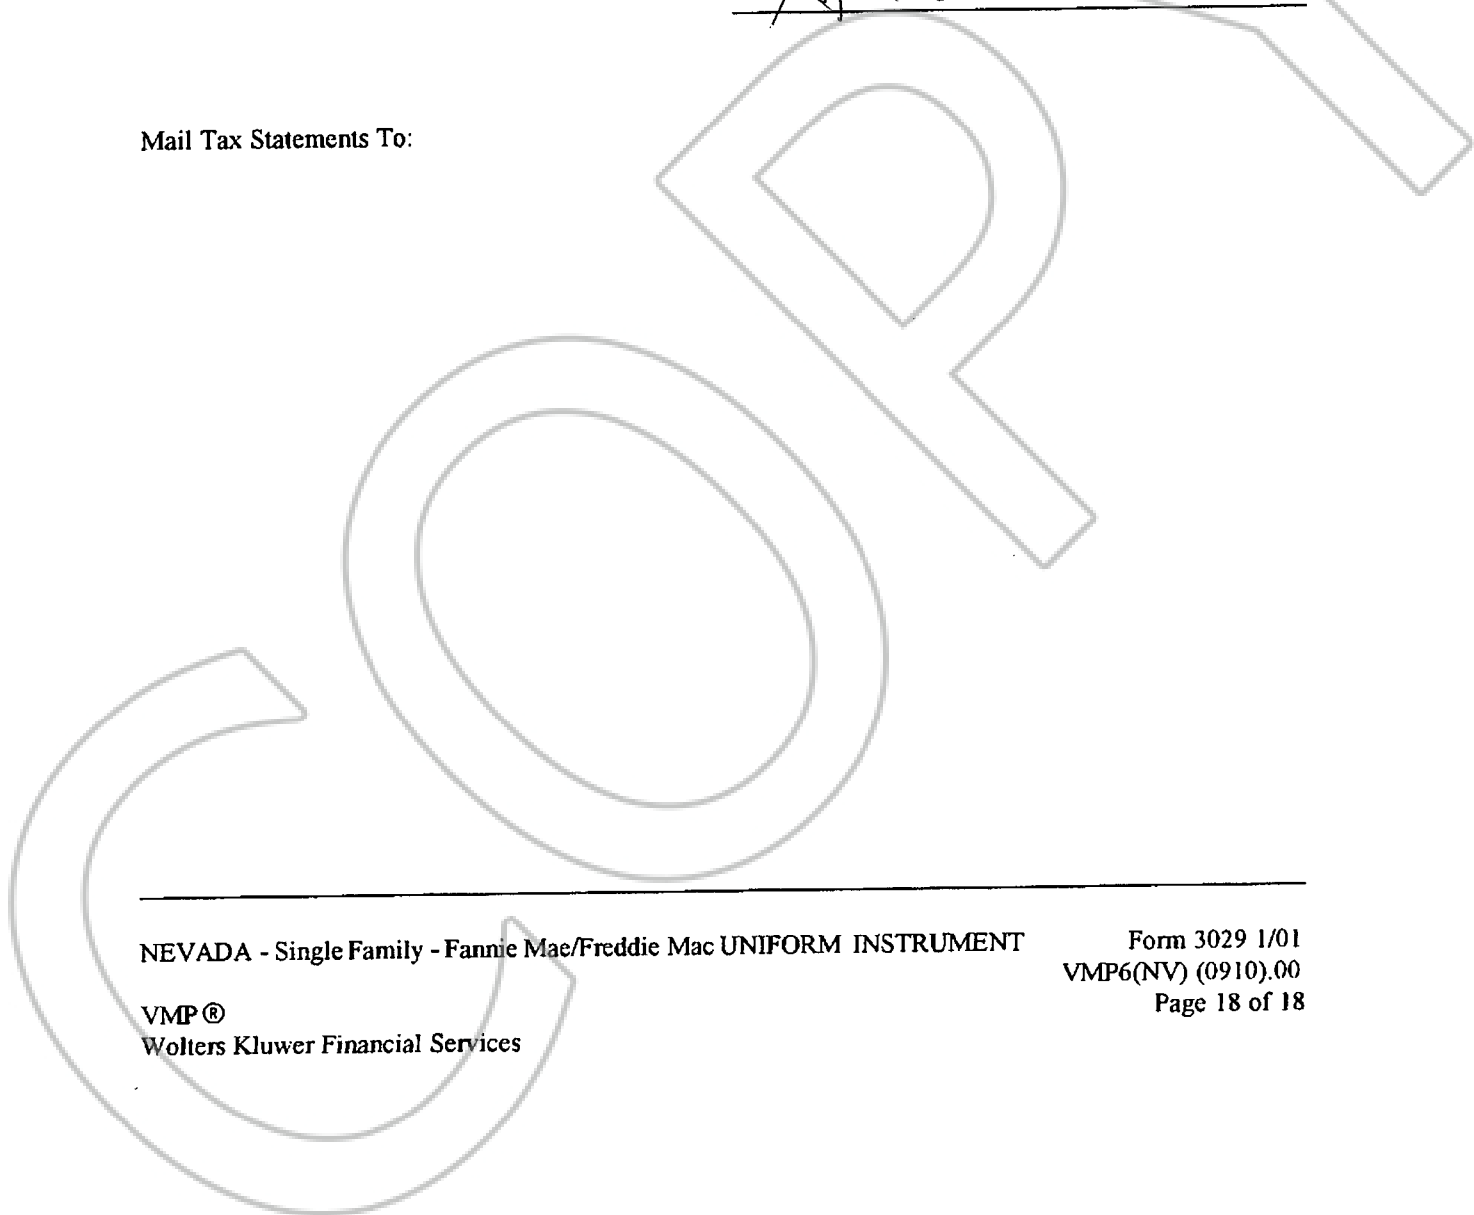 Mail Tax Statements To:
COPY
NEVADA - Single Family - Fannie Mae/Freddie Mac UNIFORM INSTRUMENT
Form 3029 1/01
VMP6(NV) (0910).00
Page 18 of 18
VMP ®
Wolters Kluwer Financial Services